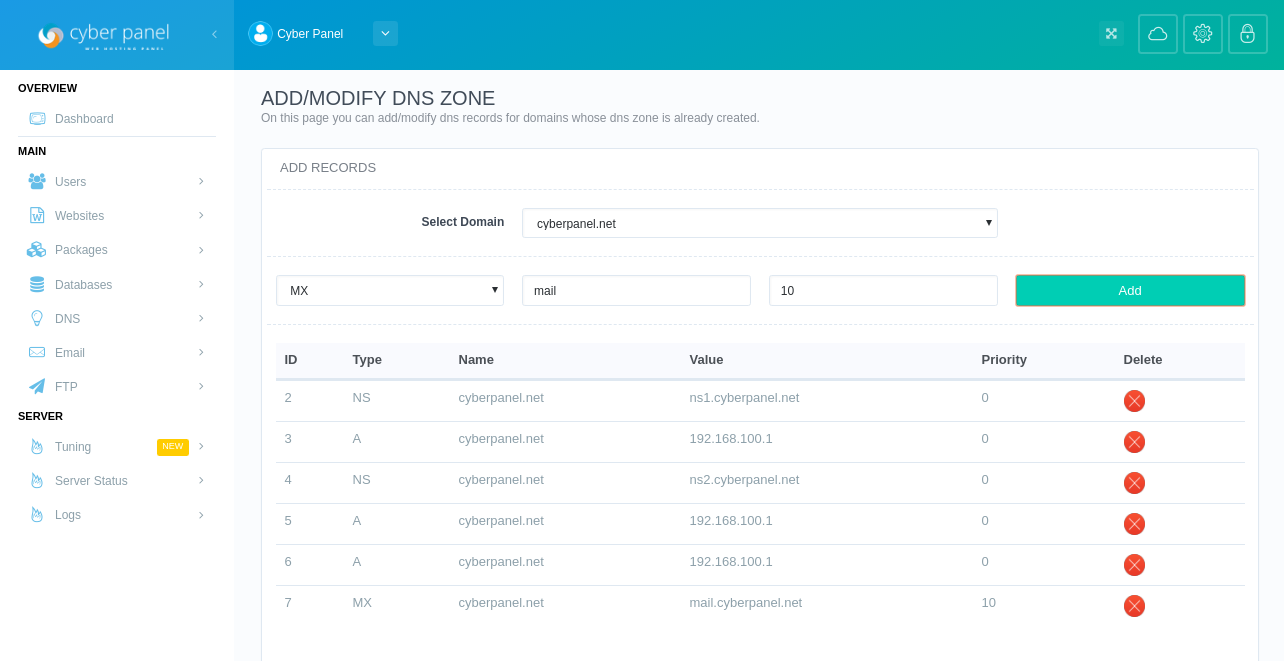 cyber panel
WEB HOSTING PANEL
Cyber Panel
OVERVIEW
Dashboard
MAIN
Users
Websites
Packages
Databases
DNS
Email
FTP
SERVER
Tuning NEW
Server Status
Logs
ADD/MODIFY DNS ZONE
On this page you can add/modify dns records for domains whose dns zone is already created.
ADD RECORDS
Select Domain cyberpanel.net
MX mail 10 Add
ID Type Name Value Priority Delete
2 NS cyberpanel.net ns1.cyberpanel.net 0
3 A cyberpanel.net 192.168.100.1 0
4 NS cyberpanel.net ns2.cyberpanel.net 0
5 A cyberpanel.net 192.168.100.1 0
6 A cyberpanel.net 192.168.100.1 0
7 MX cyberpanel.net mail.cyberpanel.net 10